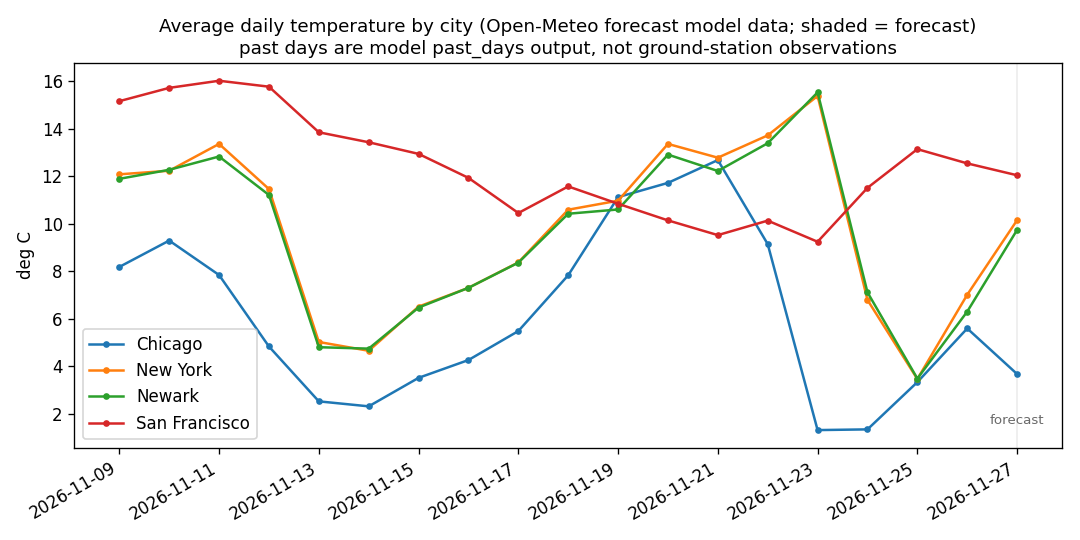 Average daily temperature by city (Open-Meteo forecast model data; shaded = forecast)
past days are model past_days output, not ground-station observations
deg C
16
14
12
10
8
6
4
2
Chicago
New York
Newark
San Francisco
forecast
2026-11-09
2026-11-11
2026-11-13
2026-11-15
2026-11-17
2026-11-19
2026-11-21
2026-11-23
2026-11-25
2026-11-27